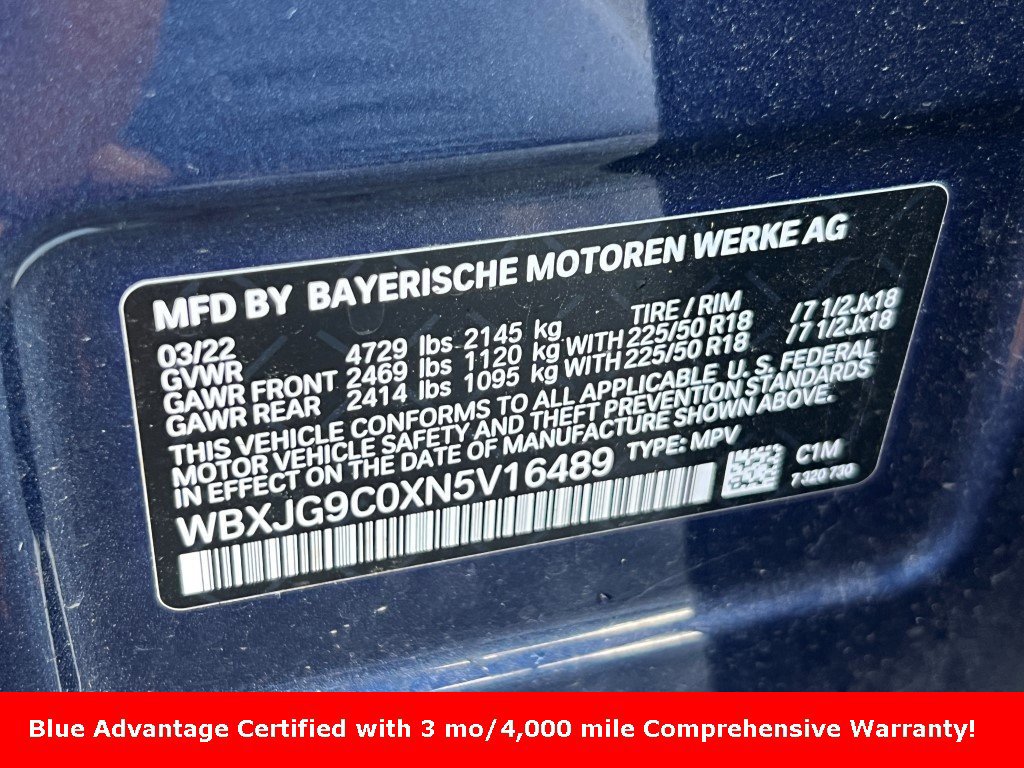 MFD BY BAYERISCHE MOTOREN WERKE AG
03/22 TIRE / RIM
GVWR 4729 lbs 2145 kg
GAWR FRONT 2469 lbs 1120 kg WITH 225/50 R18 /7 1/2Jx18
GAWR REAR 2414 lbs 1095 kg WITH 225/50 R18 /7 1/2Jx18
THIS VEHICLE CONFORMS TO ALL APPLICABLE U. S. FEDERAL
MOTOR VEHICLE SAFETY AND THEFT PREVENTION STANDARDS
IN EFFECT ON THE DATE OF MANUFACTURE SHOWN ABOVE.
WBXJG9C0XN5V16489 TYPE: MPV C1M
7 320 730
Blue Advantage Certified with 3 mo/4,000 mile Comprehensive Warranty!